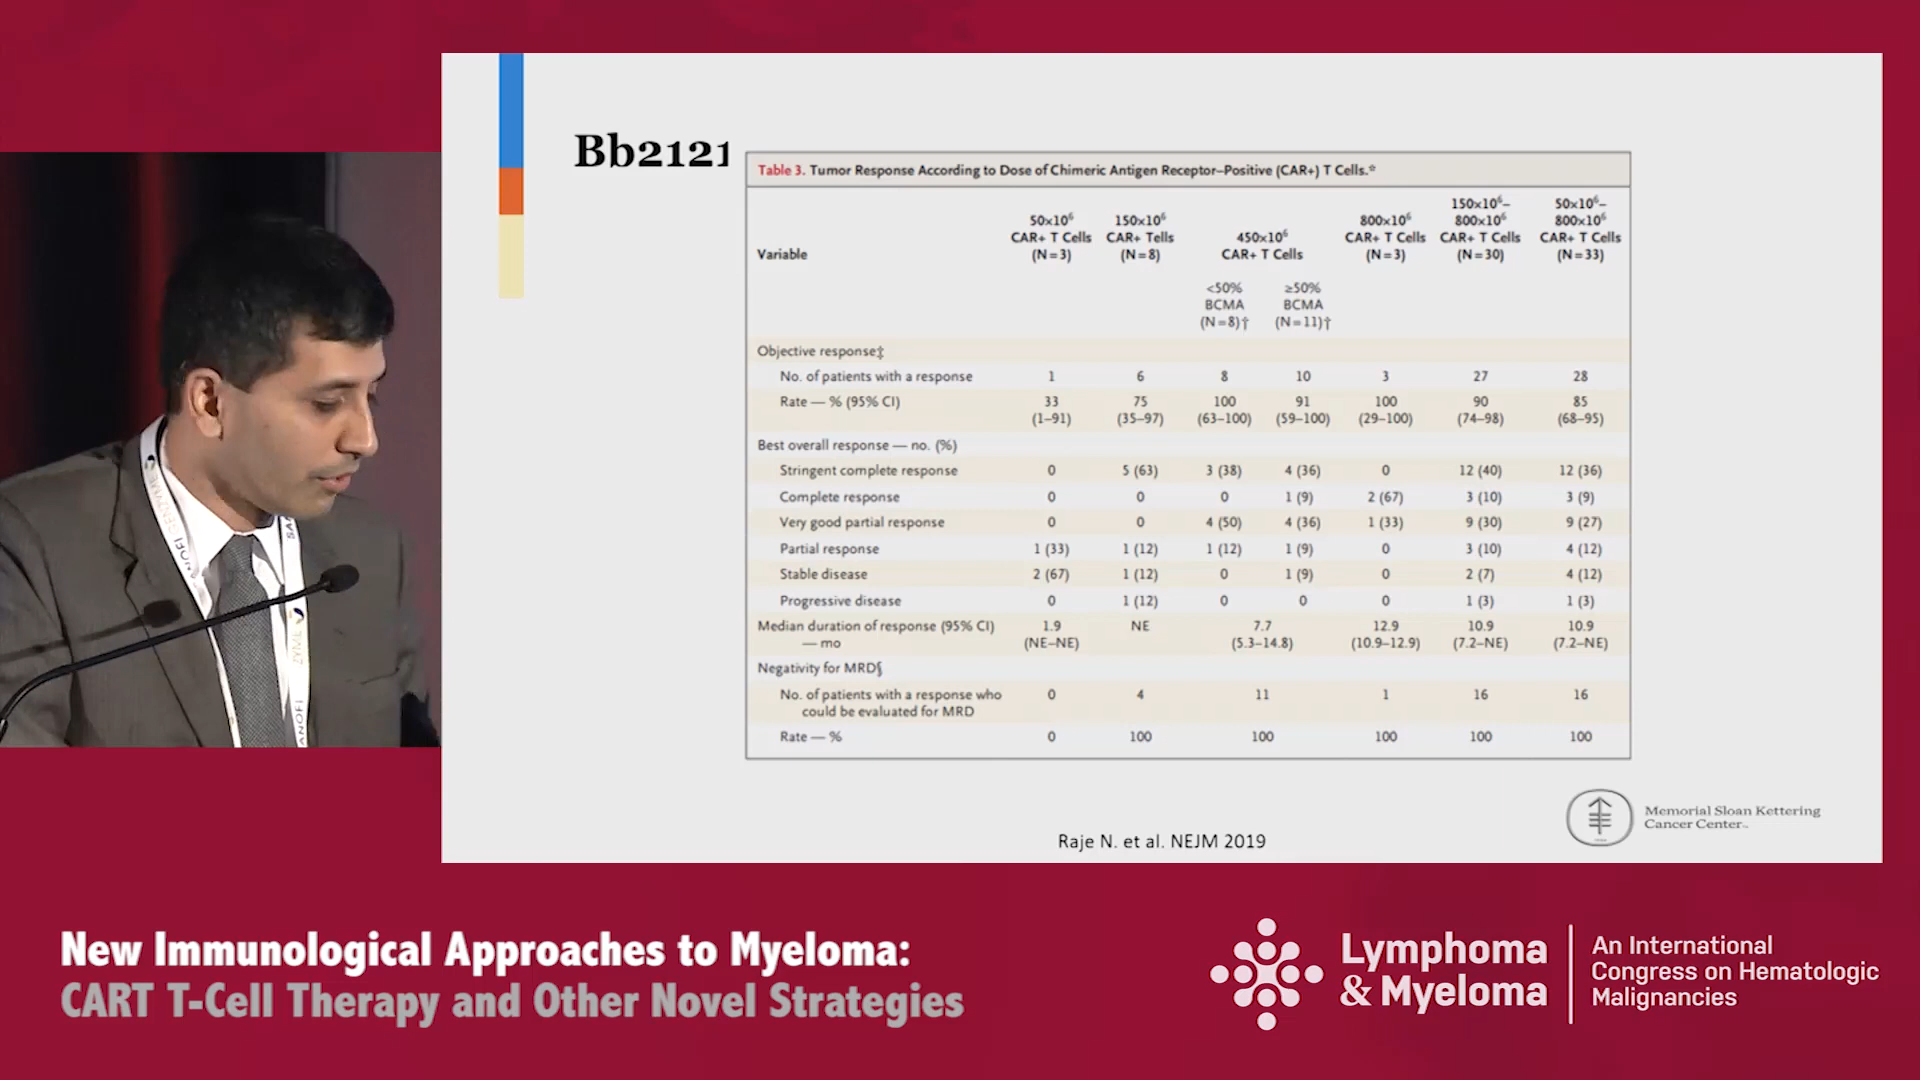 Bb2121
Table 3. Tumor Response According to Dose of Chimeric Antigen Receptor–Positive (CAR+) T Cells.*
Variable 50×10⁶ CAR+ T Cells (N=3) 150×10⁶ CAR+ Tells (N=8) 450×10⁶ CAR+ T Cells 800×10⁶ CAR+ T Cells (N=3) 150×10⁶–800×10⁶ CAR+ T Cells (N=30) 50×10⁶–800×10⁶ CAR+ T Cells (N=33)
<50% BCMA (N=8)† ≥50% BCMA (N=11)†
Objective response‡
No. of patients with a response 1 6 8 10 3 27 28
Rate — % (95% CI) 33 (1–91) 75 (35–97) 100 (63–100) 91 (59–100) 100 (29–100) 90 (74–98) 85 (68–95)
Best overall response — no. (%)
Stringent complete response 0 5 (63) 3 (38) 4 (36) 0 12 (40) 12 (36)
Complete response 0 0 0 1 (9) 2 (67) 3 (10) 3 (9)
Very good partial response 0 0 4 (50) 4 (36) 1 (33) 9 (30) 9 (27)
Partial response 1 (33) 1 (12) 1 (12) 1 (9) 0 3 (10) 4 (12)
Stable disease 2 (67) 1 (12) 0 1 (9) 0 2 (7) 4 (12)
Progressive disease 0 1 (12) 0 0 0 1 (3) 1 (3)
Median duration of response (95% CI) — mo 1.9 (NE–NE) NE 7.7 (5.3–14.8) 12.9 (10.9–12.9) 10.9 (7.2–NE) 10.9 (7.2–NE)
Negativity for MRD§
No. of patients with a response who could be evaluated for MRD 0 4 11 1 16 16
Rate — % 0 100 100 100 100 100
Memorial Sloan Kettering
Cancer Center
Raje N. et al. NEJM 2019
New Immunological Approaches to Myeloma:
CART T-Cell Therapy and Other Novel Strategies
Lymphoma
& Myeloma
An International
Congress on Hematologic
Malignancies